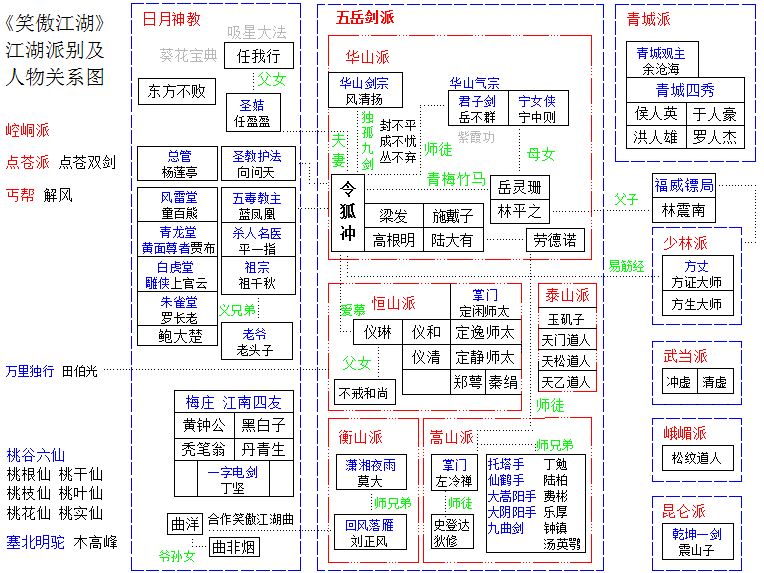 《笑傲江湖》
江湖派别及
人物关系图
崆峒派
点苍派 点苍双剑
丐帮 解风
万里独行 田伯光
桃谷六仙
桃根仙 桃干仙
桃枝仙 桃叶仙
桃花仙 桃实仙
塞北明驼 木高峰
日月神教
吸星大法
葵花宝典
任我行
父女
东方不败
圣姑
任盈盈
总管
杨莲亭
圣教护法
向问天
风雷堂
童百熊
五毒教主
蓝凤凰
青龙堂
黄面尊者贾布
杀人名医
平一指
白虎堂
雕侠上官云
祖宗
祖千秋
朱雀堂
罗长老
义兄弟
鲍大楚
老爷
老头子
梅庄 江南四友
黄钟公
黑白子
秃笔翁
丹青生
一字电剑
丁坚
曲洋
合作笑傲江湖曲
爷孙女
曲非烟
五岳剑派
华山派
华山剑宗
风清扬
华山气宗
君子剑
岳不群
宁女侠
宁中则
紫霞功
独孤九剑
封不平
成不忧
丛不弃
夫妻
师徒
母女
青梅竹马
令狐冲
岳灵珊
林平之
梁发
施戴子
高根明
陆大有
劳德诺
恒山派
爱慕
掌门
定闲师太
仪琳
仪和
定逸师太
仪清
定静师太
父女
郑萼
秦绢
不戒和尚
泰山派
玉矶子
天门道人
天松道人
天乙道人
师徒
衡山派
潇湘夜雨
莫大
师兄弟
回风落雁
刘正风
嵩山派
师兄弟
掌门
左冷禅
师徒
史登达
狄修
托塔手 丁勉
仙鹤手 陆柏
大嵩阳手 费彬
大阴阳手 乐厚
九曲剑 钟镇
汤英鹗
青城派
青城观主
余沧海
青城四秀
侯人英
于人豪
洪人雄
罗人杰
父子
福威镖局
林震南
少林派
易筋经
方丈
方证大师
方生大师
武当派
冲虚
清虚
峨嵋派
松纹道人
昆仑派
乾坤一剑
震山子